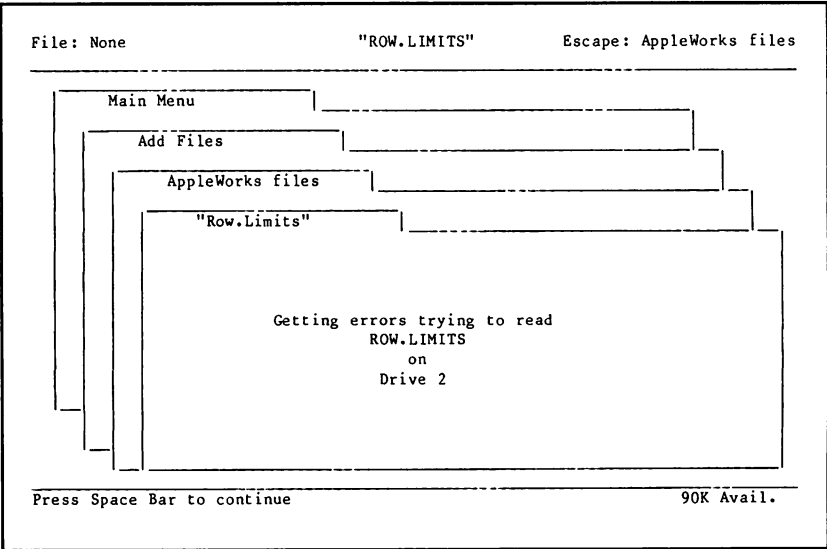 File: None "ROW.LIMITS" Escape: AppleWorks files
Main Menu
Add Files
AppleWorks files
"Row.Limits"
Getting errors trying to read
ROW.LIMITS
on
Drive 2
Press Space Bar to continue 90K Avail.